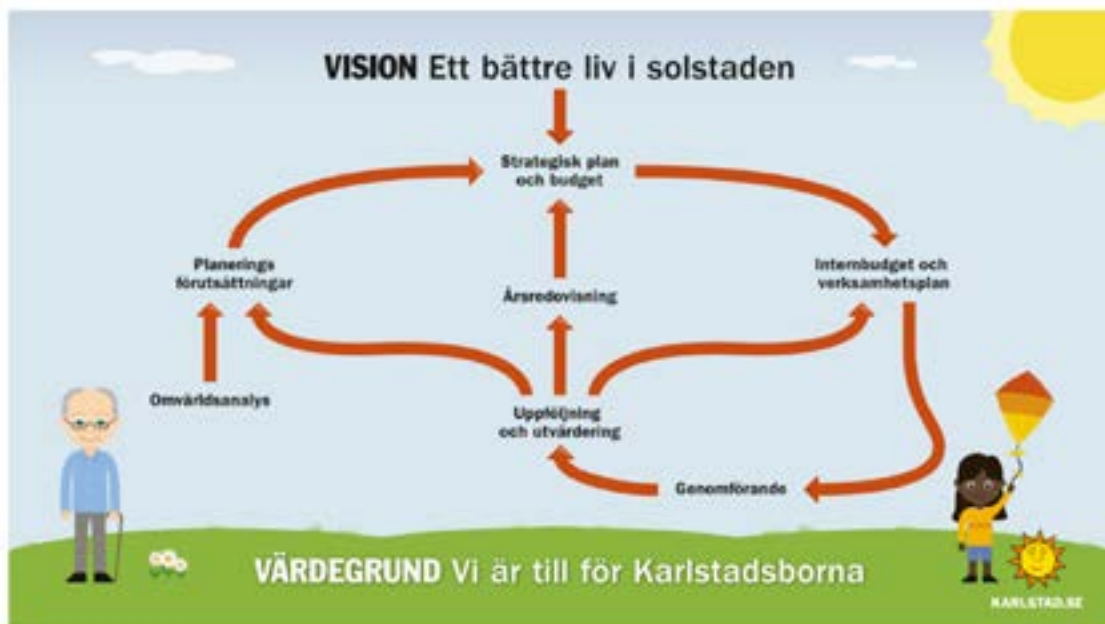 VISION Ett bättre liv i solstaden
Strategisk plan
och budget
Planerings
förutsättningar
Internbudget och
verksamhetsplan
Årsredovisning
Omvärldsanalys
Uppföljning
och utvärdering
Genomförande
VÄRDEGRUND Vi är till för Karlstadsborna
KARLSTAD.SE